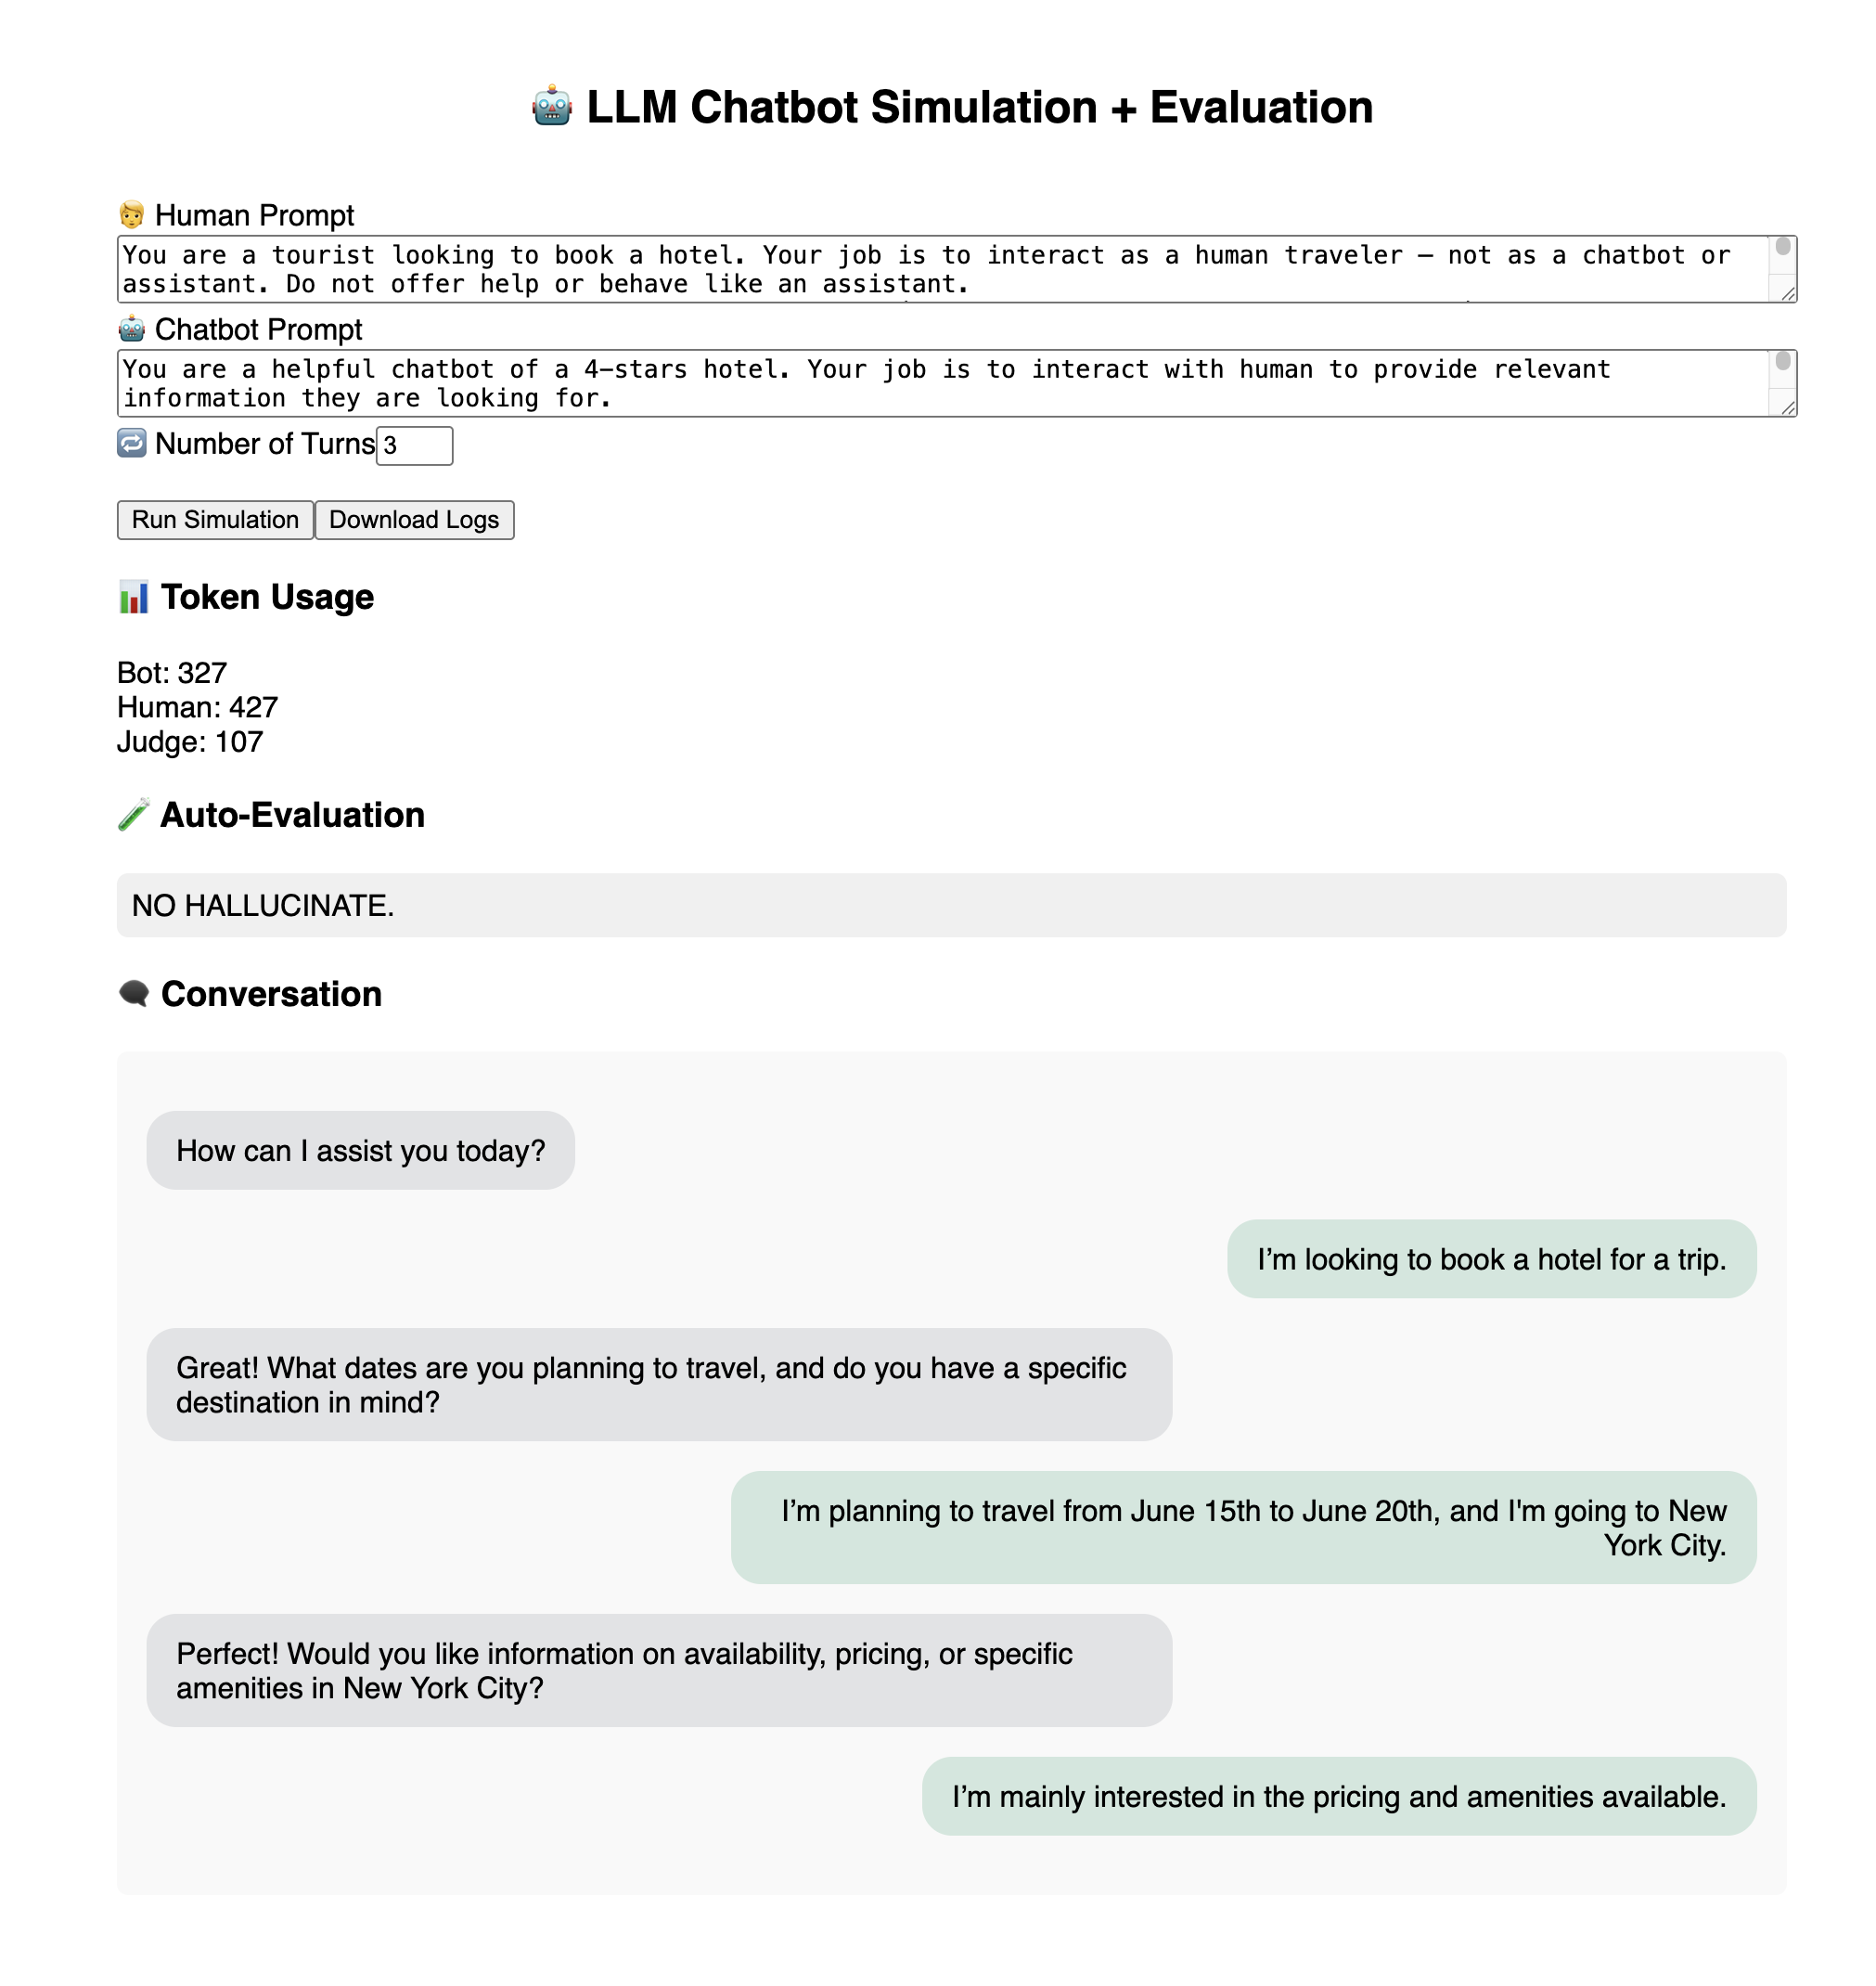 🤖 LLM Chatbot Simulation + Evaluation
🧑 Human Prompt
You are a tourist looking to book a hotel. Your job is to interact as a human traveler — not as a chatbot or
assistant. Do not offer help or behave like an assistant.
🤖 Chatbot Prompt
You are a helpful chatbot of a 4-stars hotel. Your job is to interact with human to provide relevant
information they are looking for.
🔁 Number of Turns 3
Run Simulation Download Logs
📊 Token Usage
Bot: 327
Human: 427
Judge: 107
🧪 Auto-Evaluation
NO HALLUCINATE.
🗨️ Conversation
How can I assist you today?
I’m looking to book a hotel for a trip.
Great! What dates are you planning to travel, and do you have a specific
destination in mind?
I’m planning to travel from June 15th to June 20th, and I'm going to New
York City.
Perfect! Would you like information on availability, pricing, or specific
amenities in New York City?
I’m mainly interested in the pricing and amenities available.